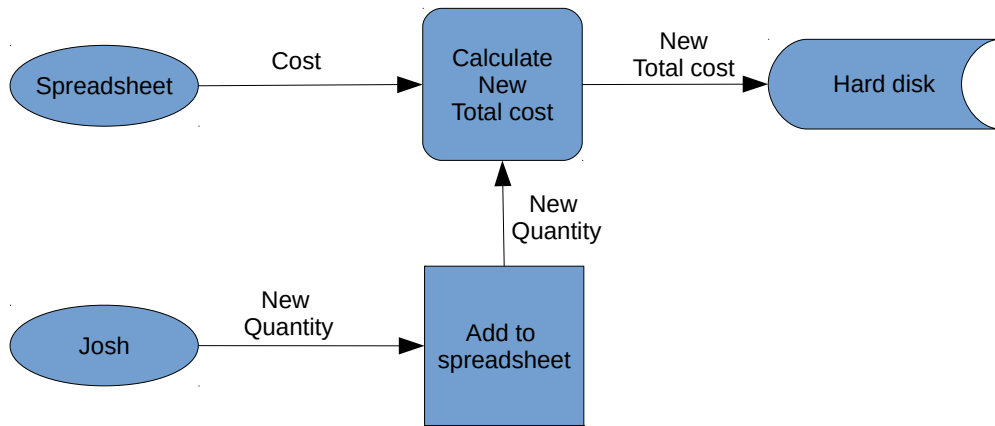 Spreadsheet
Cost
Calculate
New
Total cost
New
Total cost
Hard disk
New
Quantity
Josh
New
Quantity
Add to
spreadsheet